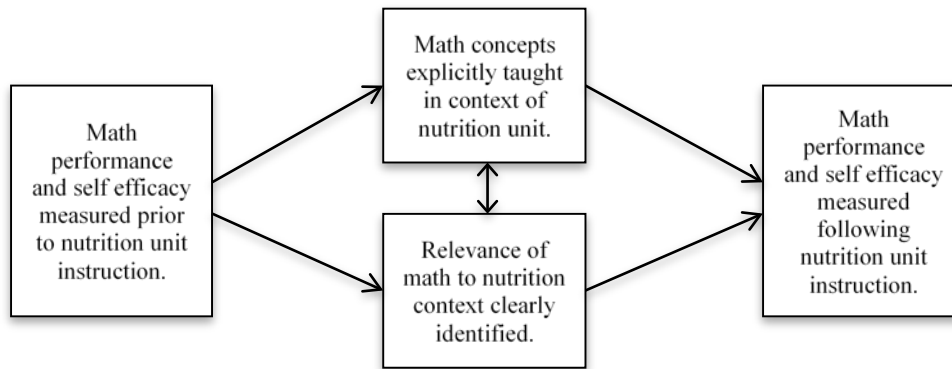 Math
performance
and self efficacy
measured prior
to nutrition unit
instruction.
Math concepts
explicitly taught
in context of
nutrition unit.
Relevance of
math to nutrition
context clearly
identified.
Math
performance
and self efficacy
measured
following
nutrition unit
instruction.